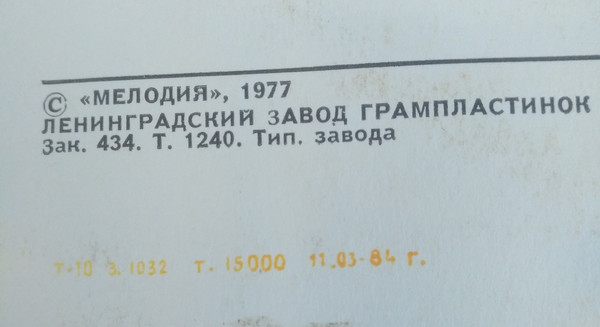 © «МЕЛОДИЯ», 1977
ЛЕНИНГРАДСКИЙ ЗАВОД ГРАМПЛАСТИНОК
Зак. 434. Т. 1240. Тип. завода
т-10 з.1032 т. 15000 11.03-84 г.